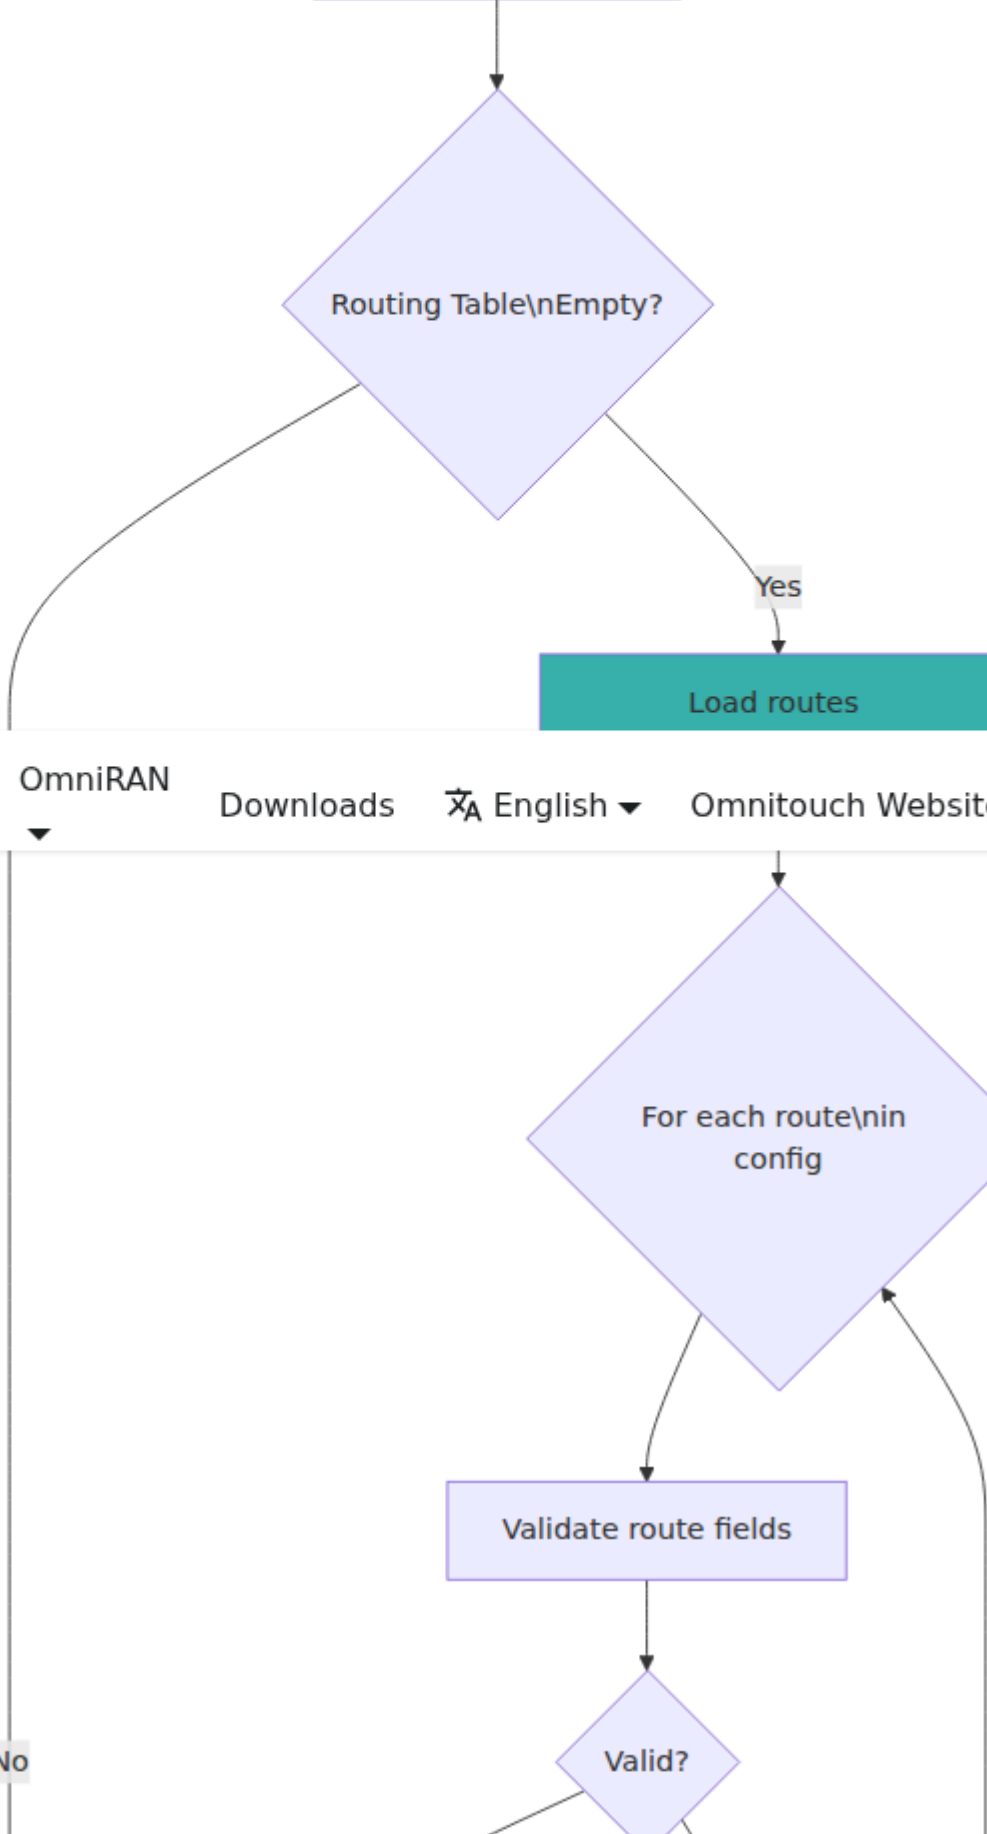 Routing Table\nEmpty?
Yes
Load routes
OmniRAN
Downloads
English
Omnitouch Website
For each route\nin
config
Validate route fields
No
Valid?